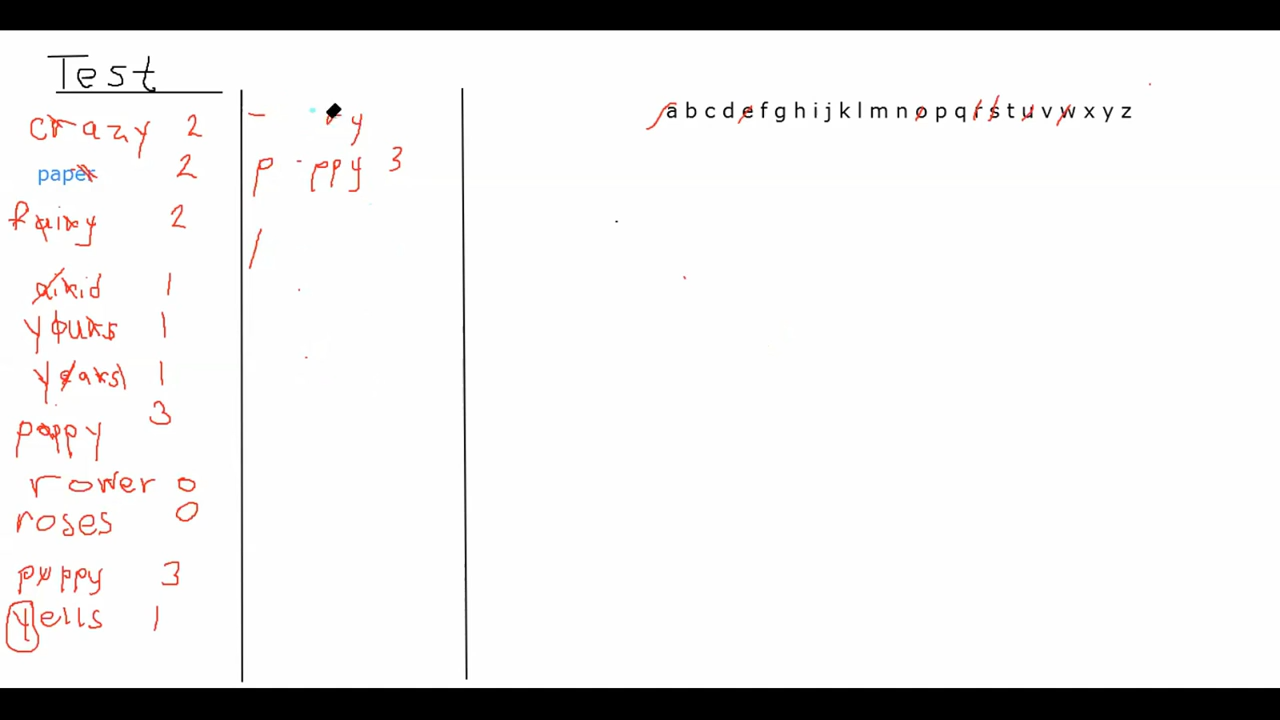 Test
crazy 2
paper 2
fairy 2
aikid 1
yours 1
years 1
poppy 3
rower 0
roses 0
puppy 3
yells 1
y
p - ppy 3
a b c d e f g h i j k l m n o p q r s t u v w x y z